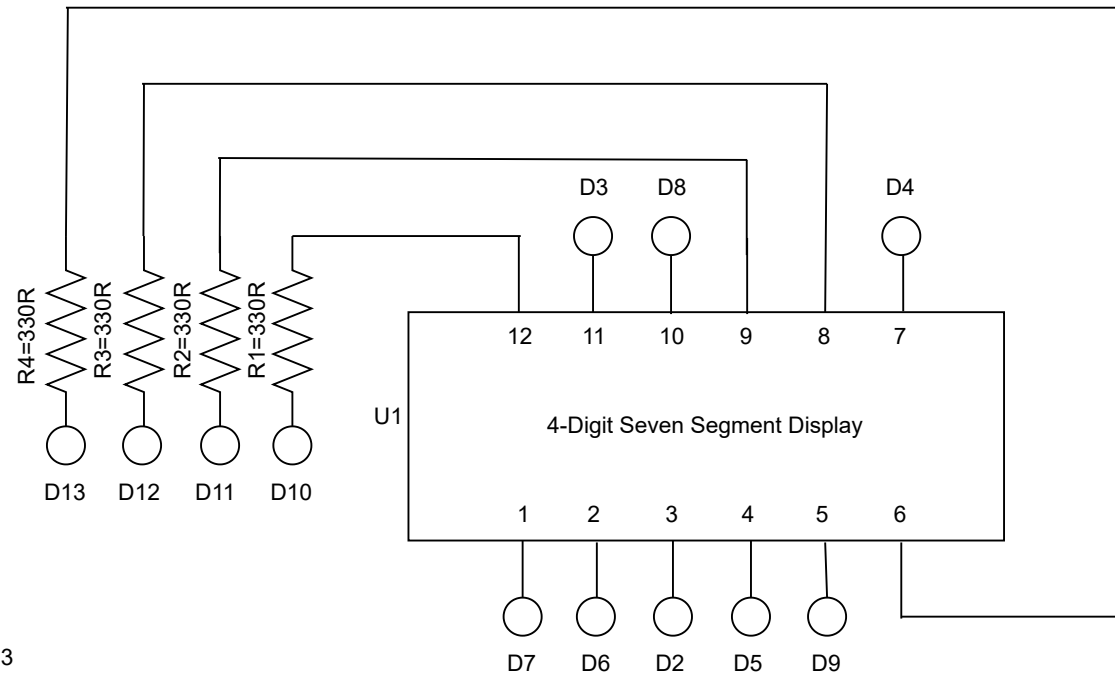 D3 D8 D4
R4=330R
R3=330R
R2=330R
R1=330R
12 11 10 9 8 7
U1
4-Digit Seven Segment Display
D13 D12 D11 D10
1 2 3 4 5 6
D7 D6 D2 D5 D9
3